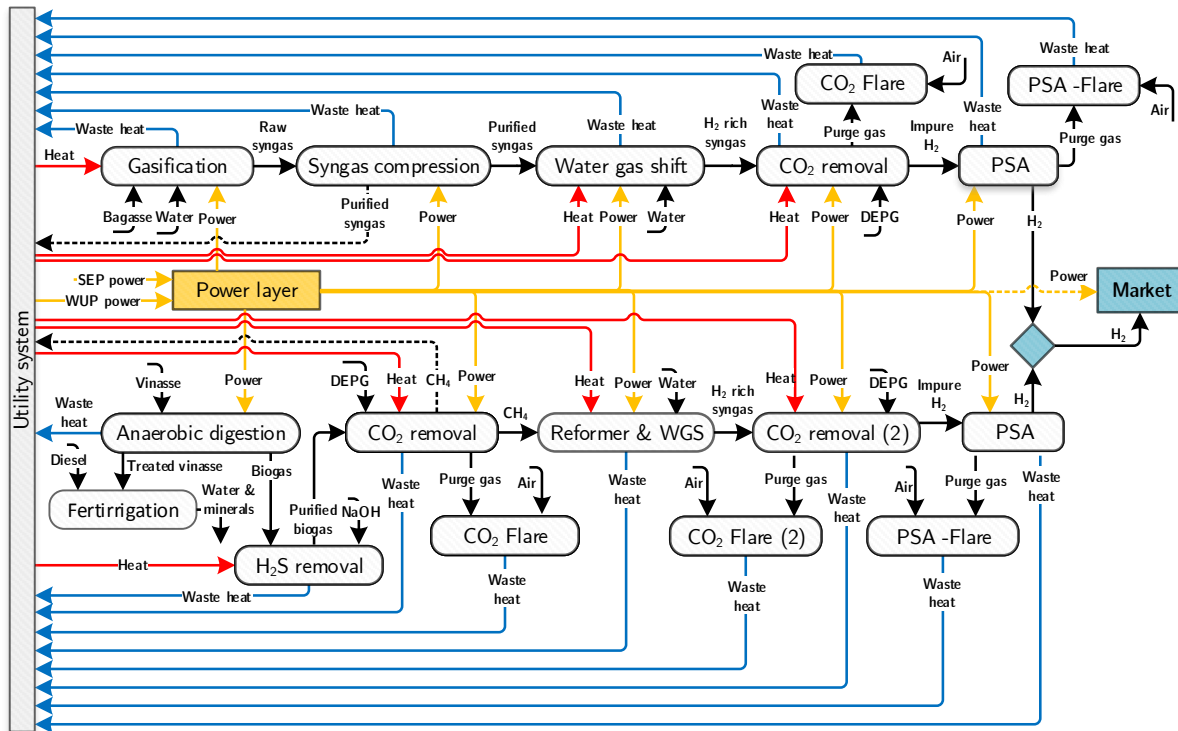 Waste heat
Air
Waste heat
CO2 Flare
PSA -Flare
Air
Waste heat
Waste heat
Waste heat
Waste
heat
Waste
heat
Purge gas
Purge gas
Raw
syngas
Purified
syngas
H2 rich
syngas
Impure
H2
Heat
Gasification
Syngas compression
Water gas shift
CO2 removal
PSA
Bagasse
Water
Power
Purified
syngas
Power
Heat
Power
Water
Heat
Power
DEPG
Power
H2
SEP power
WUP power
Power layer
Power
Market
H2
Utility system
Vinasse
Power
DEPG
Heat
CH4
Power
Heat
Power
Water
H2 rich
syngas
Heat
Power
DEPG
Impure
H2
Power
H2
Waste
heat
Anaerobic digestion
CO2 removal
CH4
Reformer & WGS
CO2 removal (2)
PSA
Diesel
Treated vinasse
Biogas
Water &
minerals
Purified
biogas
NaOH
Waste
heat
Purge gas
Air
Waste
heat
Air
Purge gas
Waste
heat
Air
Purge gas
Waste
heat
Fertirrigation
CO2 Flare
CO2 Flare (2)
PSA -Flare
Heat
H2S removal
Waste heat
Waste
heat
Waste
heat
Waste
heat